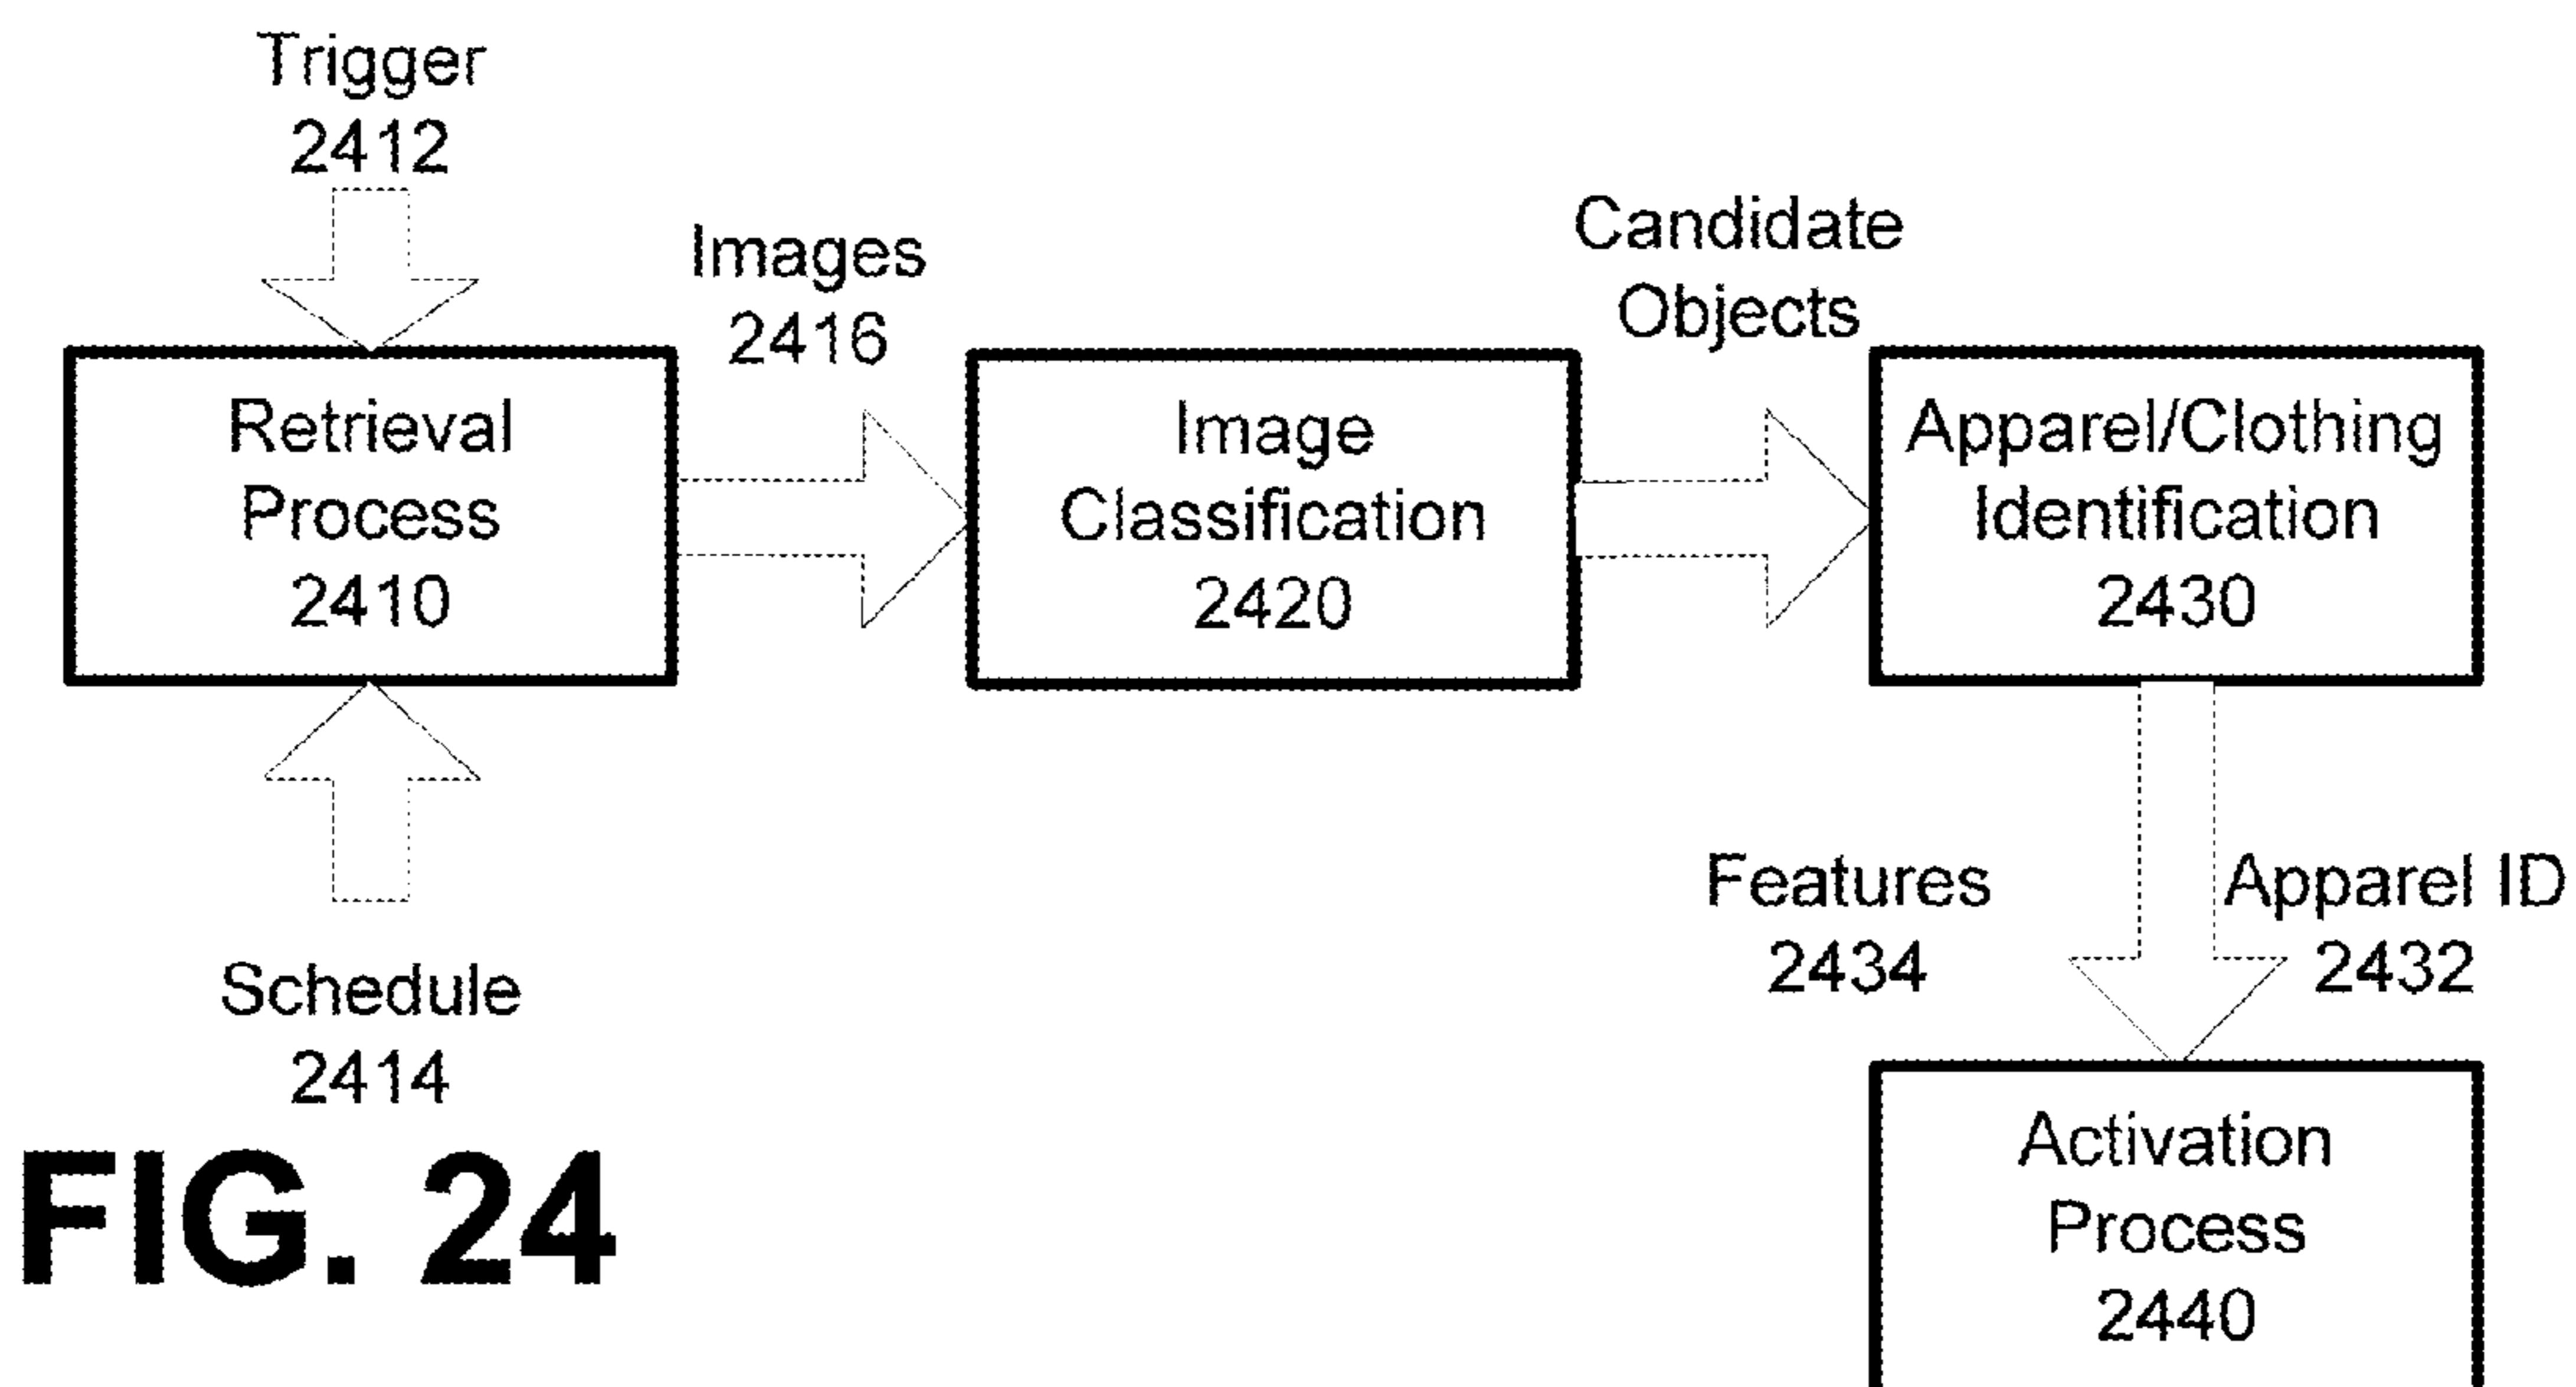 Trigger
2412
Images
2416
Candidate
Objects
Retrieval
Process
2410
Image
Classification
2420
Apparel/Clothing
Identification
2430
Features
2434
Apparel ID
2432
Schedule
2414
Activation
Process
2440
FIG. 24